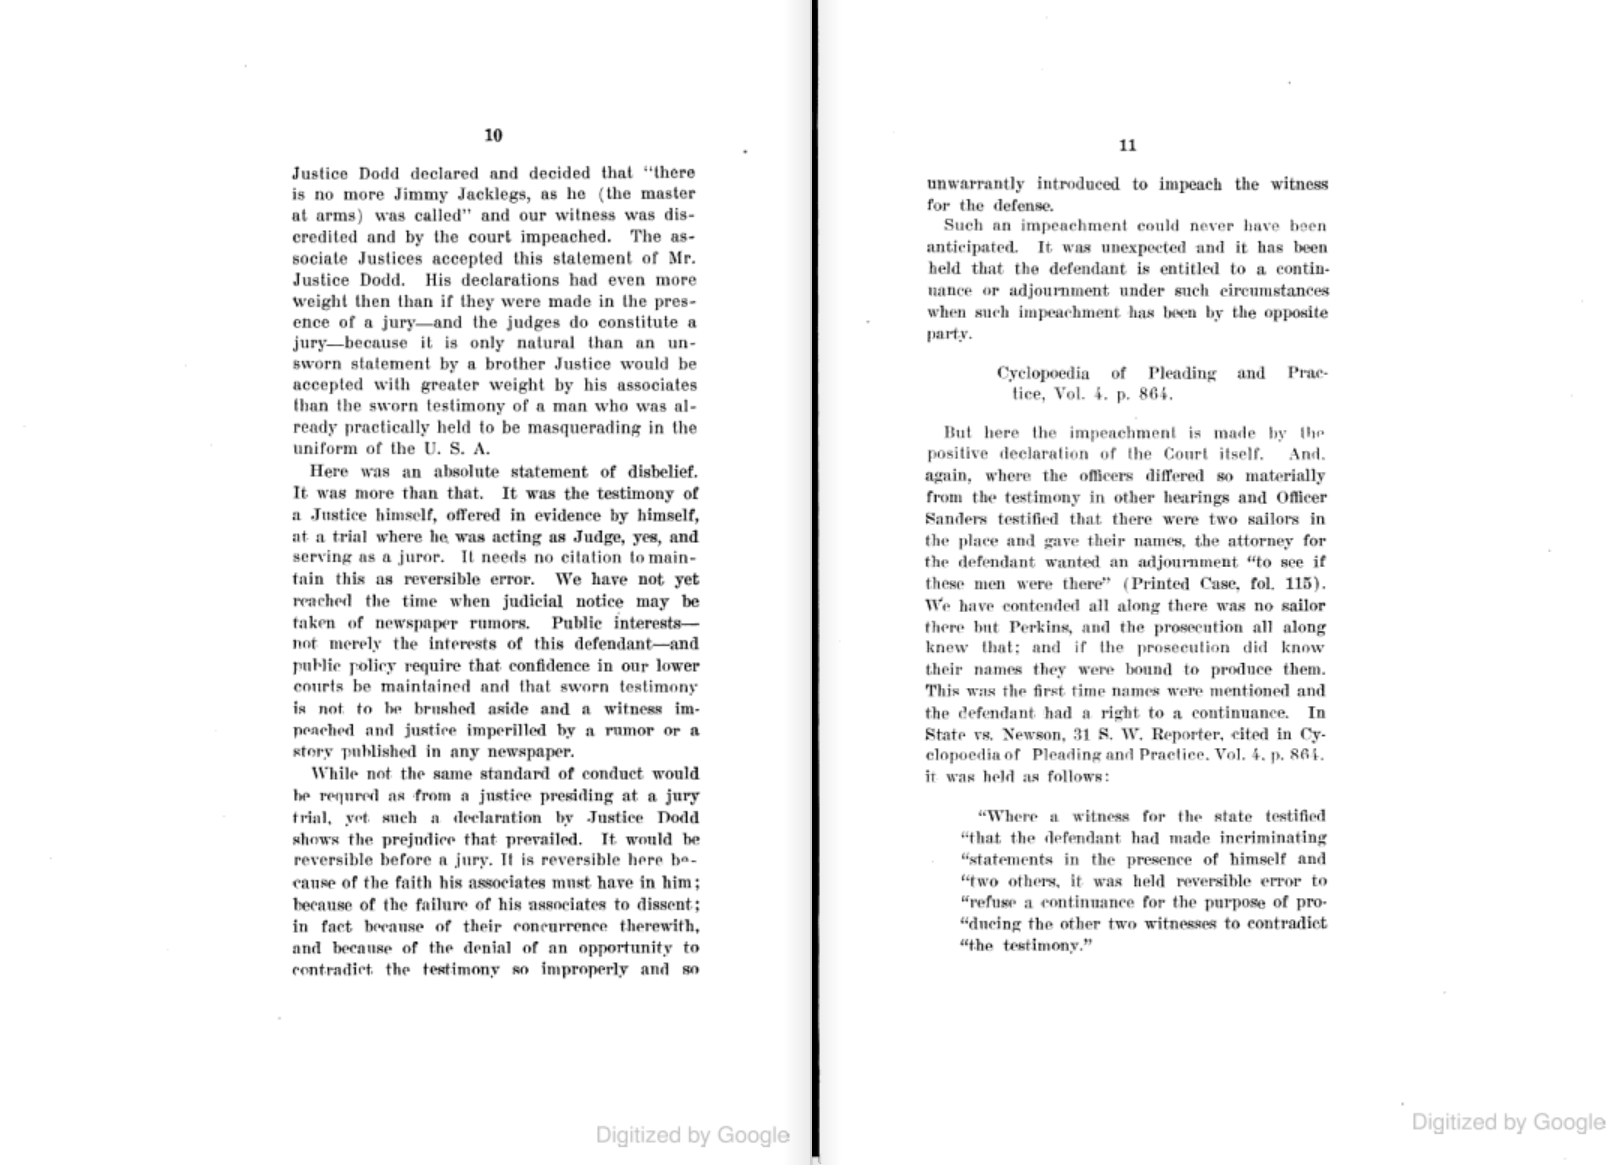 10
Justice Dodd declared and decided that “there
is no more Jimmy Jacklegs, as he (the master
at arms) was called” and our witness was dis-
credited and by the court impeached. The as-
sociate Justices accepted this statement of Mr.
Justice Dodd. His declarations had even more
weight then than if they were made in the pres-
ence of a jury—and the judges do constitute a
jury—because it is only natural than an un-
sworn statement by a brother Justice would be
accepted with greater weight by his associates
than the sworn testimony of a man who was al-
ready practically held to be masquerading in the
uniform of the U. S. A.
Here was an absolute statement of disbelief.
It was more than that. It was the testimony of
a Justice himself, offered in evidence by himself,
at a trial where he was acting as Judge, yes, and
serving as a juror. It needs no citation to main-
tain this as reversible error. We have not yet
reached the time when judicial notice may be
taken of newspaper rumors. Public interests—
not merely the interests of this defendant—and
public policy require that confidence in our lower
courts be maintained and that sworn testimony
is not to be brushed aside and a witness im-
peached and justice imperilled by a rumor or a
story published in any newspaper.
While not the same standard of conduct would
be requred as from a justice presiding at a jury
trial, yet such a declaration by Justice Dodd
shows the prejudice that prevailed. It would be
reversible before a jury. It is reversible here be-
cause of the faith his associates must have in him;
because of the failure of his associates to dissent;
in fact because of their concurrence therewith,
and because of the denial of an opportunity to
contradict the testimony so improperly and so
Digitized by Google
11
unwarrantly introduced to impeach the witness
for the defense.
Such an impeachment could never have been
anticipated. It was unexpected and it has been
held that the defendant is entitled to a contin-
nance or adjournment under such circumstances
when such impeachment has been by the opposite
party.
Cyclopoedia of Pleading and Prac-
tice, Vol. 4. p. 864.
But here the impeachment is made by the
positive declaration of the Court itself. And.
again, where the officers differed so materially
from the testimony in other hearings and Officer
Sanders testified that there were two sailors in
the place and gave their names, the attorney for
the defendant wanted an adjournment “to see if
these men were there” (Printed Case, fol. 115).
We have contended all along there was no sailor
there but Perkins, and the prosecution all along
knew that; and if the prosecution did know
their names they were bound to produce them.
This was the first time names were mentioned and
the defendant had a right to a continuance. In
State vs. Newson, 31 S. W. Reporter, cited in Cy-
clopoedia of Pleading and Practice. Vol. 4. p. 864.
it was held as follows:
“Where a witness for the state testified
“that the defendant had made incriminating
“statements in the presence of himself and
“two others, it was held reversible error to
“refuse a continuance for the purpose of pro-
“ducing the other two witnesses to contradict
“the testimony.”
Digitized by Google